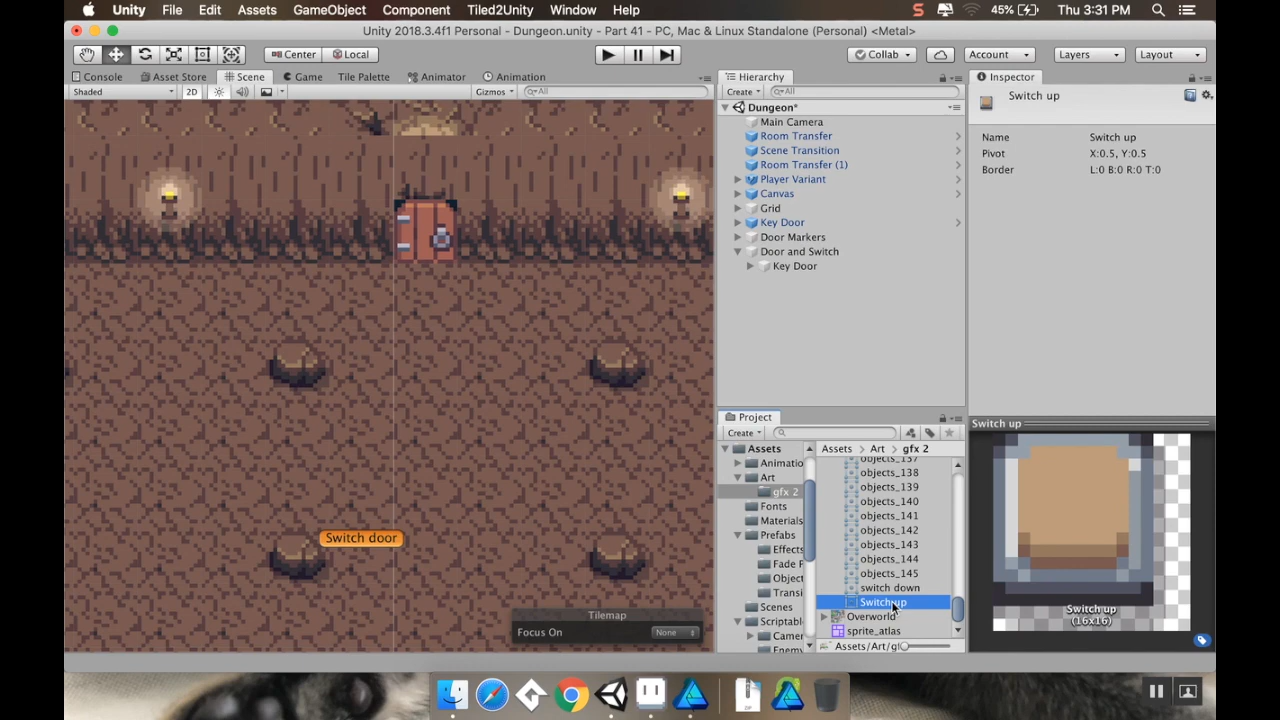 Unity File Edit Assets GameObject Component Tiled2Unity Window Help 45% Thu 3:31 PM
Unity 2018.3.4f1 Personal - Dungeon.unity - Part 41 - PC, Mac & Linux Standalone (Personal) <Metal>
Center Local Collab Account Layers Layout
Console Asset Store Scene Game Tile Palette Animator Animation
Shaded 2D Gizmos All
Switch door
Tilemap
Focus On None
Hierarchy
Create All
Dungeon*
Main Camera
Room Transfer
Scene Transition
Room Transfer (1)
Player Variant
Canvas
Grid
Key Door
Door Markers
Door and Switch
Key Door
Project
Create
Assets
Animatio
Art
gfx 2
Fonts
Materials
Prefabs
Effects
Fade F
Object
Transi
Scenes
Scriptabl
Camer
Enemy
Assets Art gfx 2
objects_137
objects_138
objects_139
objects_140
objects_141
objects_142
objects_143
objects_144
objects_145
switch down
Switch up
Overworld
sprite_atlas
Assets/Art/gf
Inspector
Switch up
Name Switch up
Pivot X:0.5, Y:0.5
Border L:0 B:0 R:0 T:0
Switch up
Switch up
(16x16)